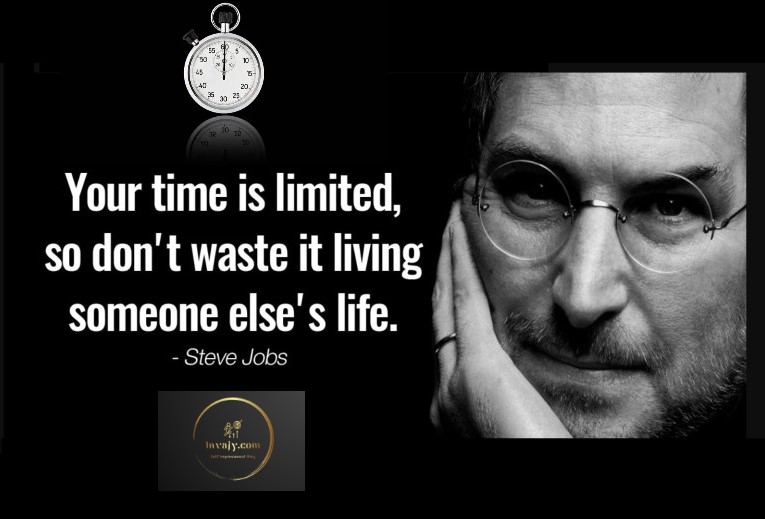 60
55 5
50 10
45 15
40 20
35 25
30
Your time is limited,
so don't waste it living
someone else's life.
- Steve Jobs
invajy.com
Self Improvement Blog